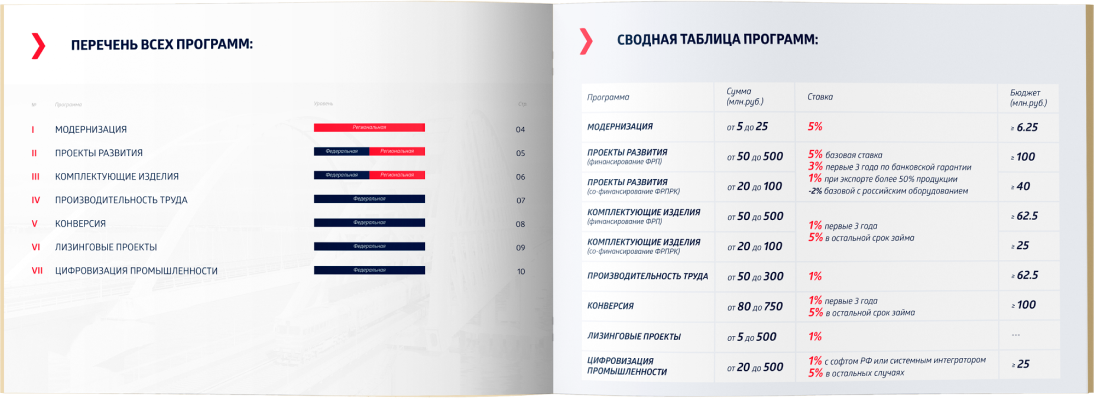 ПЕРЕЧЕНЬ ВСЕХ ПРОГРАММ:
№ Программа Уровень Стр.
I МОДЕРНИЗАЦИЯ Региональная 04
II ПРОЕКТЫ РАЗВИТИЯ Федеральная Региональная 05
III КОМПЛЕКТУЮЩИЕ ИЗДЕЛИЯ Федеральная Региональная 06
IV ПРОИЗВОДИТЕЛЬНОСТЬ ТРУДА Федеральная 07
V КОНВЕРСИЯ Федеральная 08
VI ЛИЗИНГОВЫЕ ПРОЕКТЫ Федеральная 09
VII ЦИФРОВИЗАЦИЯ ПРОМЫШЛЕННОСТИ Федеральная 10
СВОДНАЯ ТАБЛИЦА ПРОГРАММ:
Программа
Сумма
(млн.руб.)
Ставка
Бюджет
(млн.руб.)
МОДЕРНИЗАЦИЯ
от 5 до 25
5%
≥ 6.25
ПРОЕКТЫ РАЗВИТИЯ
(финансирование ФРП)
от 50 до 500
5% базовая ставка
3% первые 3 года по банковской гарантии
1% при экспорте более 50% продукции
-2% базовой с российским оборудованием
≥ 100
ПРОЕКТЫ РАЗВИТИЯ
(со-финансирование ФРПРК)
от 20 до 100
≥ 40
КОМПЛЕКТУЮЩИЕ ИЗДЕЛИЯ
(финансирование ФРП)
от 50 до 500
1% первые 3 года
5% в остальной срок займа
≥ 62.5
КОМПЛЕКТУЮЩИЕ ИЗДЕЛИЯ
(со-финансирование ФРПРК)
от 20 до 100
≥ 25
ПРОИЗВОДИТЕЛЬНОСТЬ ТРУДА
от 50 до 300
1%
≥ 62.5
КОНВЕРСИЯ
от 80 до 750
1% первые 3 года
5% в остальной срок займа
≥ 100
ЛИЗИНГОВЫЕ ПРОЕКТЫ
от 5 до 500
1%
---
ЦИФРОВИЗАЦИЯ
ПРОМЫШЛЕННОСТИ
от 20 до 500
1% с софтом РФ или системным интегратором
5% в остальных случаях
≥ 25